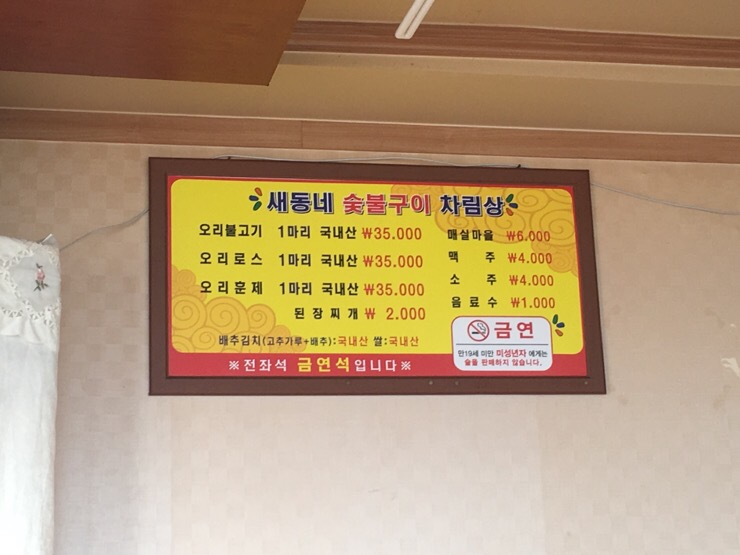 새동네 숯불구이 차림상
오리불고기 1마리 국내산 ₩35.000
오리로스 1마리 국내산 ₩35.000
오리훈제 1마리 국내산 ₩35.000
된장찌개 ₩ 2.000
매실마을 ₩6.000
맥주 ₩4.000
소주 ₩4.000
음료수 ₩1.000
배추김치(고추가루+배추):국내산 쌀:국내산
※전좌석 금연석입니다※
금연
만19세 미만 미성년자 에게는
술을 판매하지 않습니다.